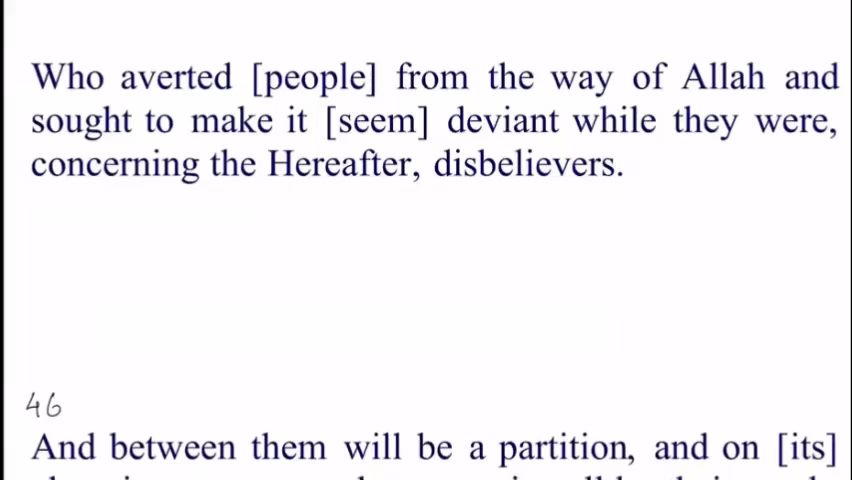 Who averted [people] from the way of Allah and
sought to make it [seem] deviant while they were,
concerning the Hereafter, disbelievers.
46
And between them will be a partition, and on [its]